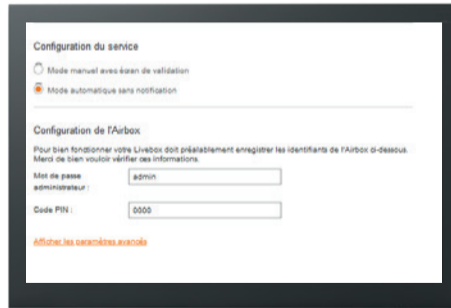 Configuration du service
Mode manuel avec écran de validation
Mode automatique sans notification
Configuration de l'Airbox
Pour bien fonctionner votre Livebox doit préalablement enregistrer les identifiants de l'Airbox ci-dessous.
Merci de bien vouloir vérifier ces informations.
Mot de passe
administrateur :
admin
Code PIN :
0000
Afficher les paramètres avancés